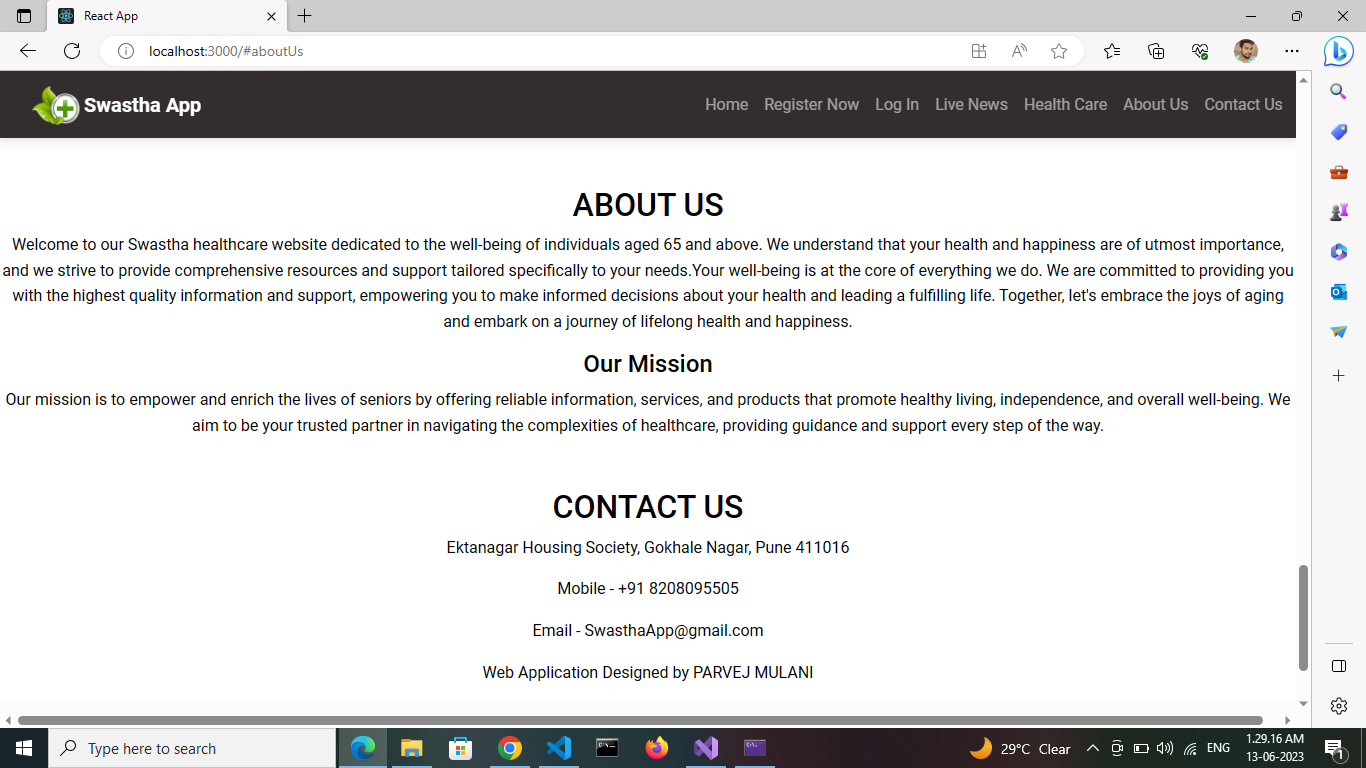 React App
localhost:3000/#aboutUs
Swastha App
Home Register Now Log In Live News Health Care About Us Contact Us
ABOUT US
Welcome to our Swastha healthcare website dedicated to the well-being of individuals aged 65 and above. We understand that your health and happiness are of utmost importance,
and we strive to provide comprehensive resources and support tailored specifically to your needs.Your well-being is at the core of everything we do. We are committed to providing you
with the highest quality information and support, empowering you to make informed decisions about your health and leading a fulfilling life. Together, let's embrace the joys of aging
and embark on a journey of lifelong health and happiness.
Our Mission
Our mission is to empower and enrich the lives of seniors by offering reliable information, services, and products that promote healthy living, independence, and overall well-being. We
aim to be your trusted partner in navigating the complexities of healthcare, providing guidance and support every step of the way.
CONTACT US
Ektanagar Housing Society, Gokhale Nagar, Pune 411016
Mobile - +91 8208095505
Email - SwasthaApp@gmail.com
Web Application Designed by PARVEJ MULANI
Type here to search
29°C Clear
ENG
1.29.16 AM
13-06-2023
1